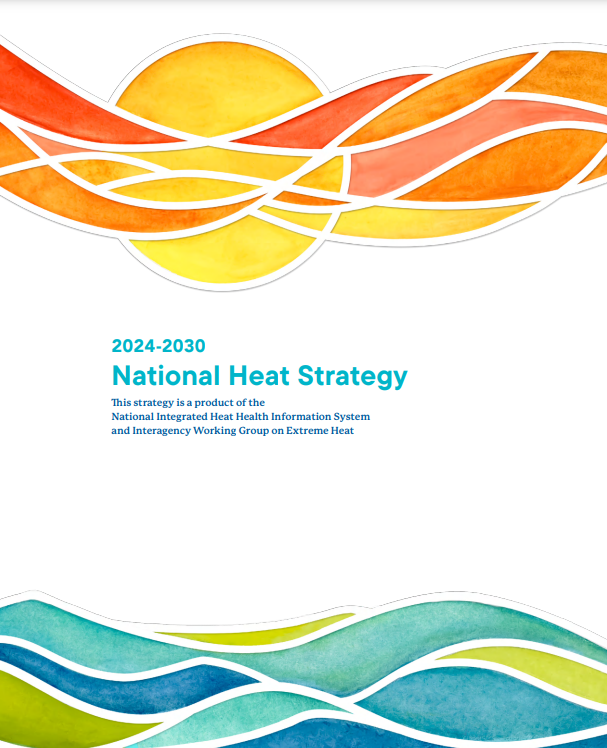 2024-2030
National Heat Strategy
This strategy is a product of the
National Integrated Heat Health Information System
and Interagency Working Group on Extreme Heat